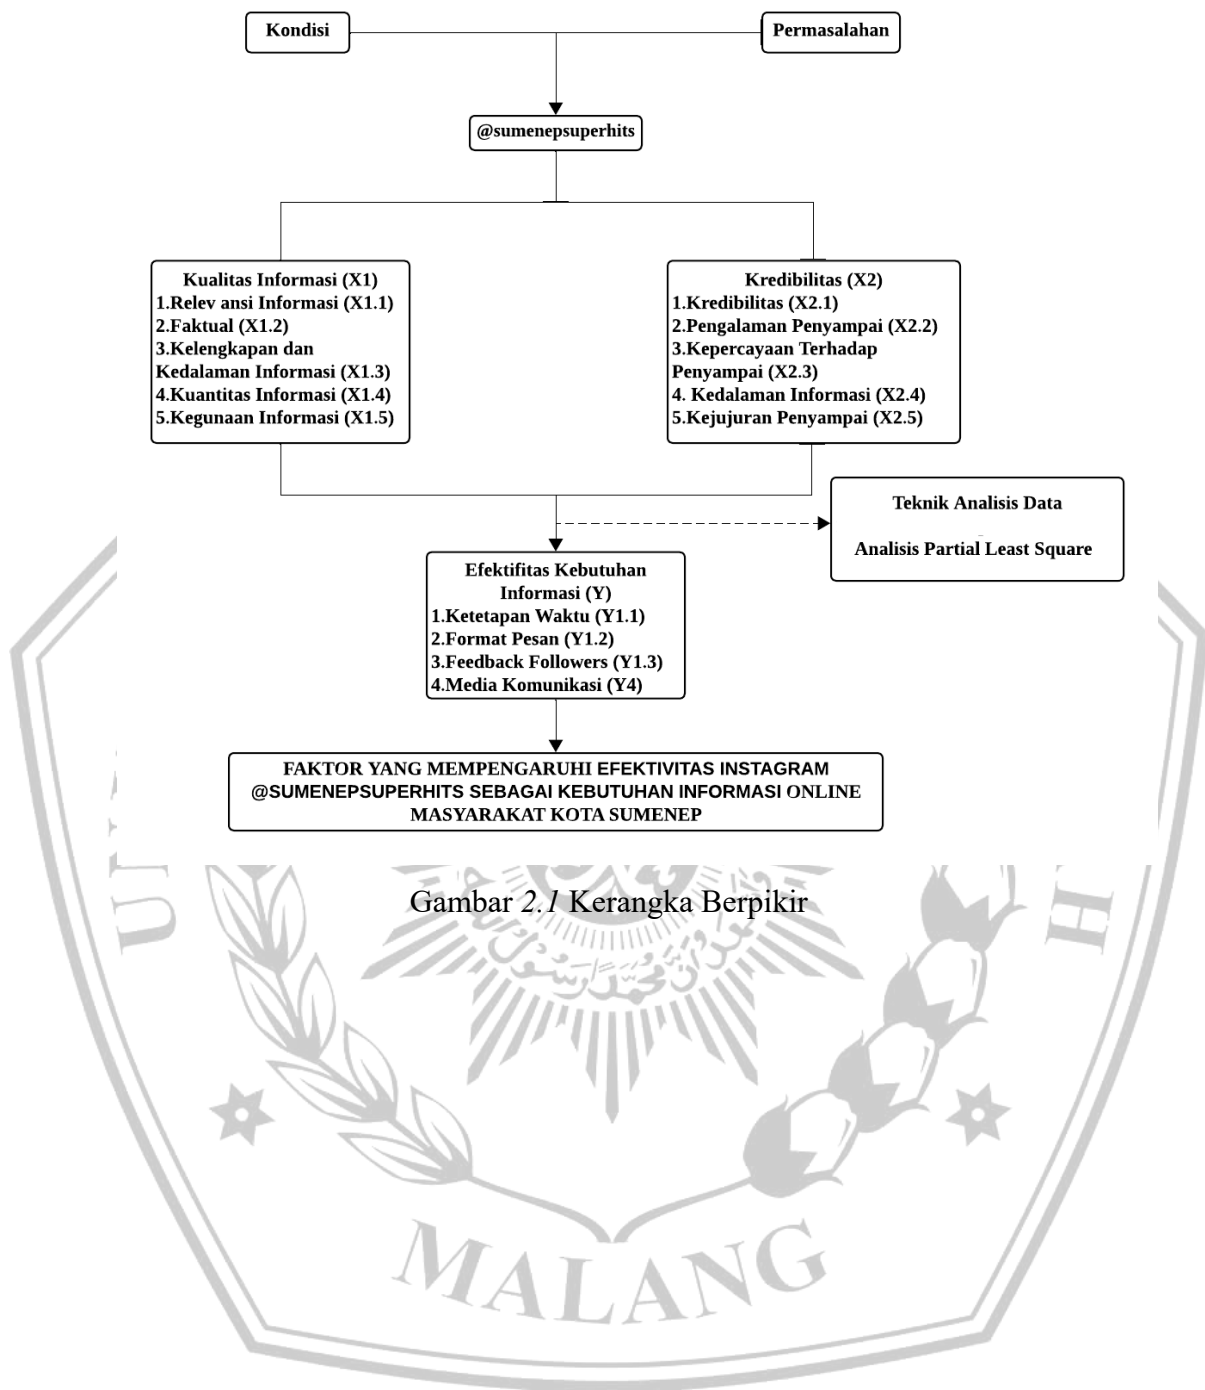 Kondisi
Permasalahan
@sumenepsuperhits
Kualitas Informasi (X1)
1.Relev ansi Informasi (X1.1)
2.Faktual (X1.2)
3.Kelengkapan dan
Kedalaman Informasi (X1.3)
4.Kuantitas Informasi (X1.4)
5.Kegunaan Informasi (X1.5)
Kredibilitas (X2)
1.Kredibilitas (X2.1)
2.Pengalaman Penyampai (X2.2)
3.Kepercayaan Terhadap
Penyampai (X2.3)
4. Kedalaman Informasi (X2.4)
5.Kejujuran Penyampai (X2.5)
Teknik Analisis Data
Analisis Partial Least Square
Efektifitas Kebutuhan
Informasi (Y)
1.Ketetapan Waktu (Y1.1)
2.Format Pesan (Y1.2)
3.Feedback Followers (Y1.3)
4.Media Komunikasi (Y4)
FAKTOR YANG MEMPENGARUHI EFEKTIVITAS INSTAGRAM
@SUMENEPSUPERHITS SEBAGAI KEBUTUHAN INFORMASI ONLINE
MASYARAKAT KOTA SUMENEP
Gambar 2.1 Kerangka Berpikir
MALANG